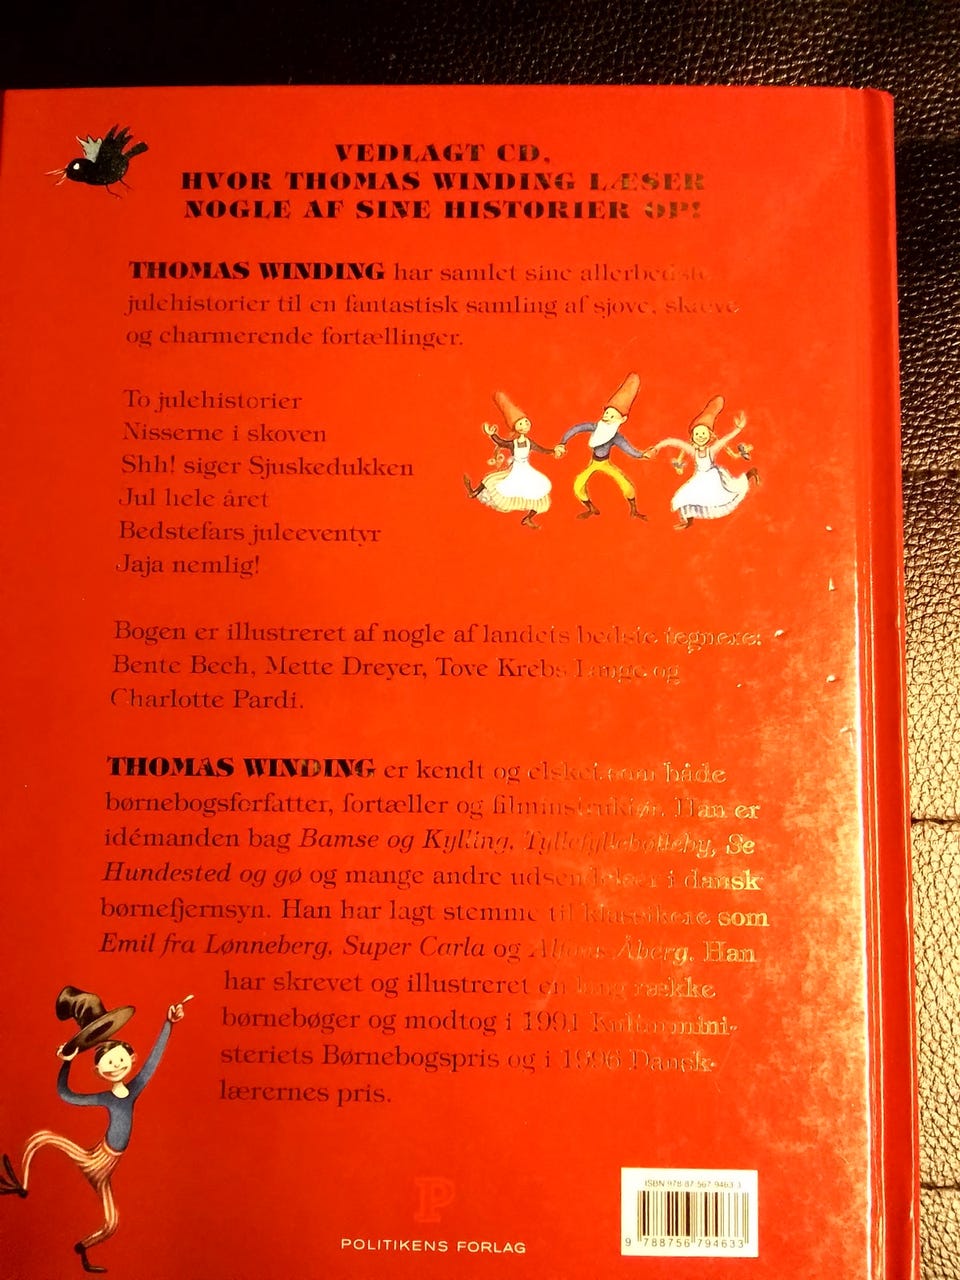 VEDLAGT CD,
HVOR THOMAS WINDING LÆSER
NOGLE AF SINE HISTORIER OP!
THOMAS WINDING har samlet sine allerbedste
julehistorier til en fantastisk samling af sjove, skæve
og charmerende fortællinger.
To julehistorier
Nisserne i skoven
Shh! siger Sjuskedukken
Jul hele året
Bedstefars juleeventyr
Jaja nemlig!
Bogen er illustreret af nogle af landets bedste tegnere:
Bente Bech, Mette Dreyer, Tove Krebs Lange og
Charlotte Pardi.
THOMAS WINDING er kendt og elsket som både
børnebogsforfatter, fortæller og filminstruktør. Han er
idémanden bag Bamse og Kylling, Tyllefyllebølleby, Se
Hundested og gø og mange andre udsendelser i dansk
børnefjernsyn. Han har lagt stemme til klassikere som
Emil fra Lønneberg, Super Carla og Alfons Åberg. Han
har skrevet og illustreret en lang række
børnebøger og modtog i 1991 Kulturmini-
steriets Børnebogspris og i 1996 Dansk-
lærernes pris.
P
POLITIKENS FORLAG
ISBN 978-87-567-9463-3
9 788756 794633